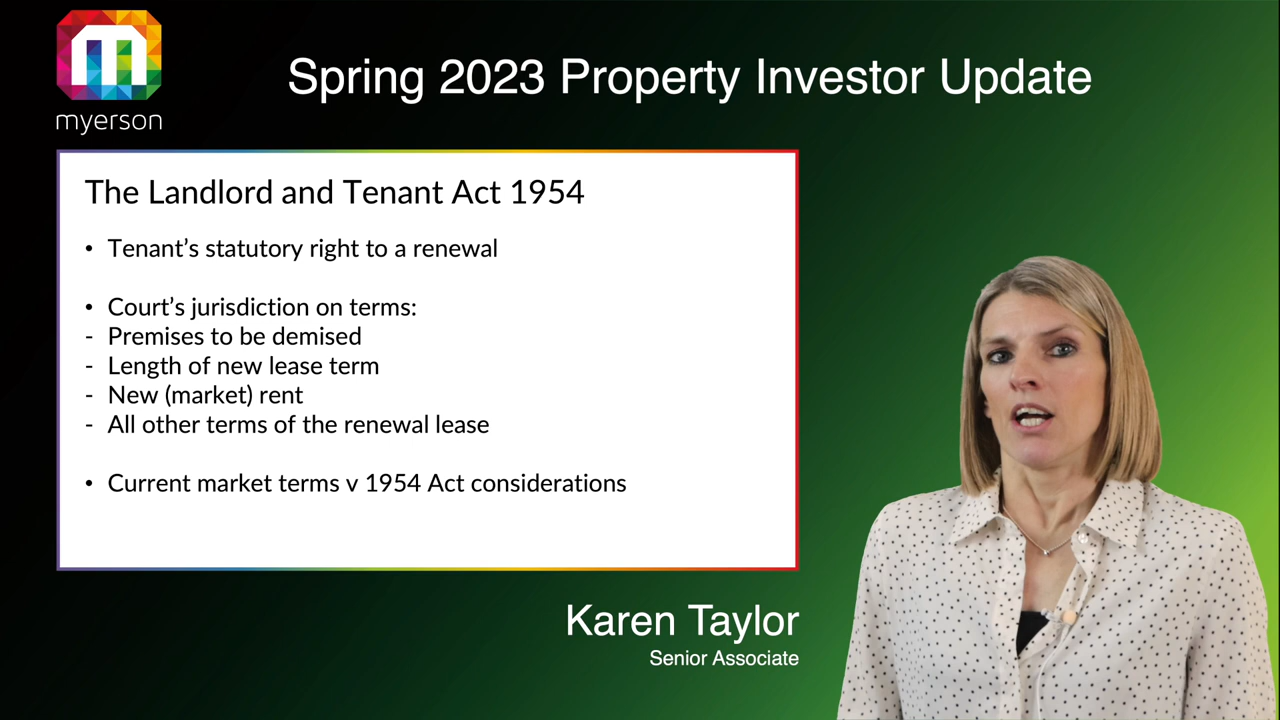 myerson
Spring 2023 Property Investor Update
The Landlord and Tenant Act 1954
• Tenant’s statutory right to a renewal
• Court’s jurisdiction on terms:
- Premises to be demised
- Length of new lease term
- New (market) rent
- All other terms of the renewal lease
• Current market terms v 1954 Act considerations
Karen Taylor
Senior Associate